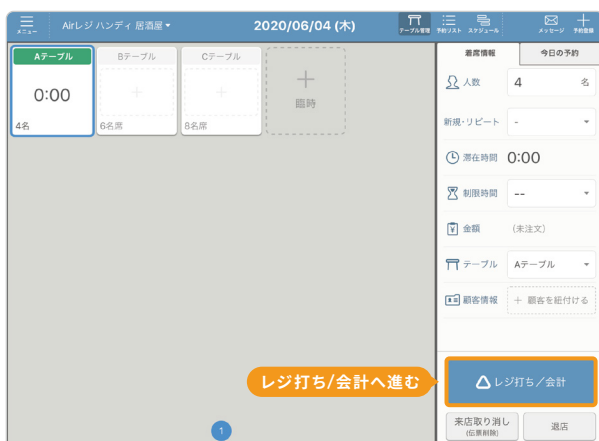 メニュー
Airレジ ハンディ 居酒屋▾
2020/06/04 (木)
テーブル管理
予約リスト
スケジュール
メッセージ
予約登録
Aテーブル
0:00
4名
Bテーブル
6名席
Cテーブル
8名席
臨時
着席情報
今日の予約
人数 4 名
新規・リピート -
滞在時間 0:00
制限時間 --
金額 (未注文)
テーブル Aテーブル
顧客情報 + 顧客を紐付ける
レジ打ち/会計へ進む
レジ打ち/会計
来店取り消し
(伝票削除)
退店
1